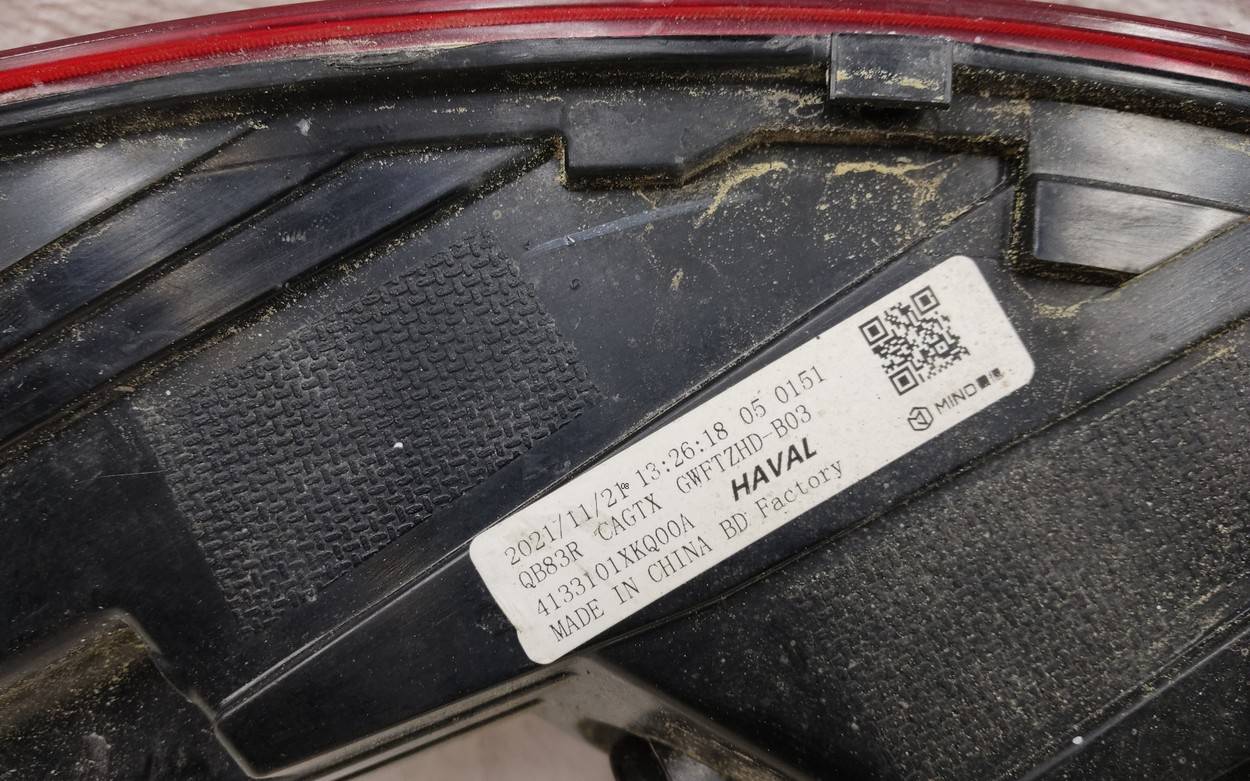 2021/11/21 13:26:18 05 0151
QB83R CAGTX GWFTZHD-B03
4133101XKQ00A HAVAL
MADE IN CHINA BD Factory
MIND